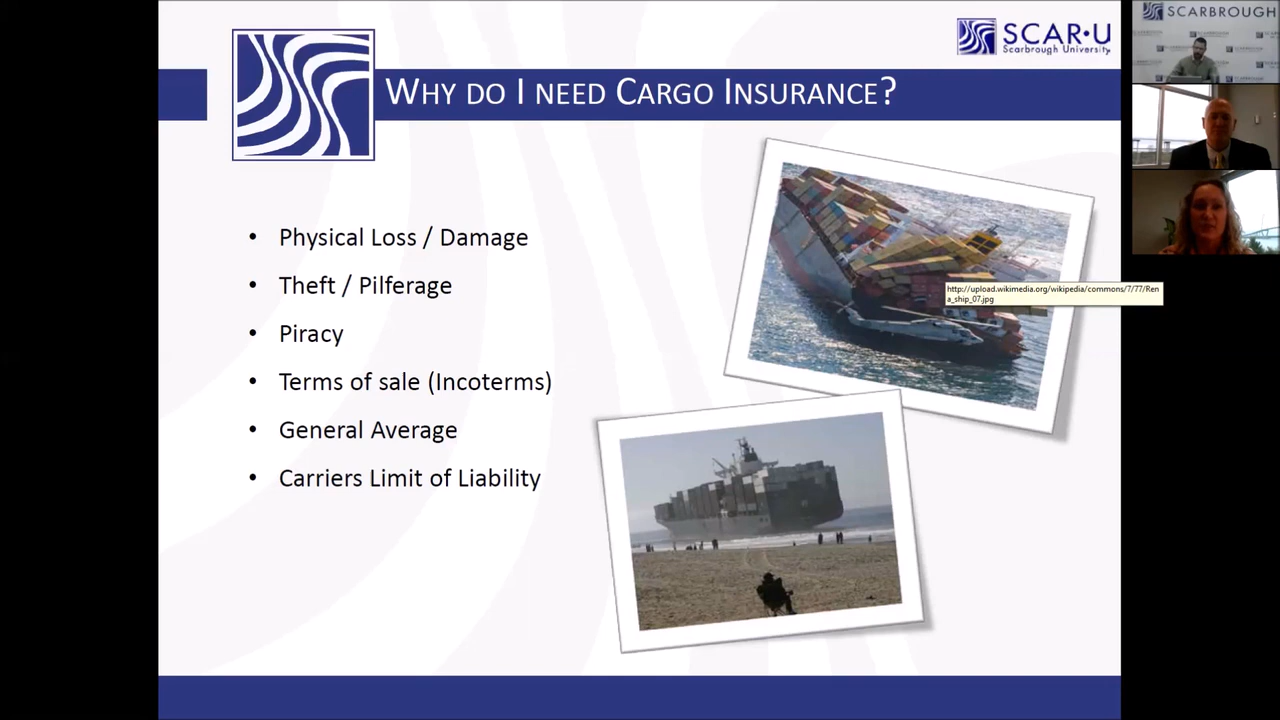 SCAR•U
Scarbrough University
WHY DO I NEED CARGO INSURANCE?
• Physical Loss / Damage
• Theft / Pilferage
• Piracy
• Terms of sale (Incoterms)
• General Average
• Carriers Limit of Liability
http://upload.wikimedia.org/wikipedia/commons/7/77/Ren
a_ship_07.jpg
SCARBROUGH